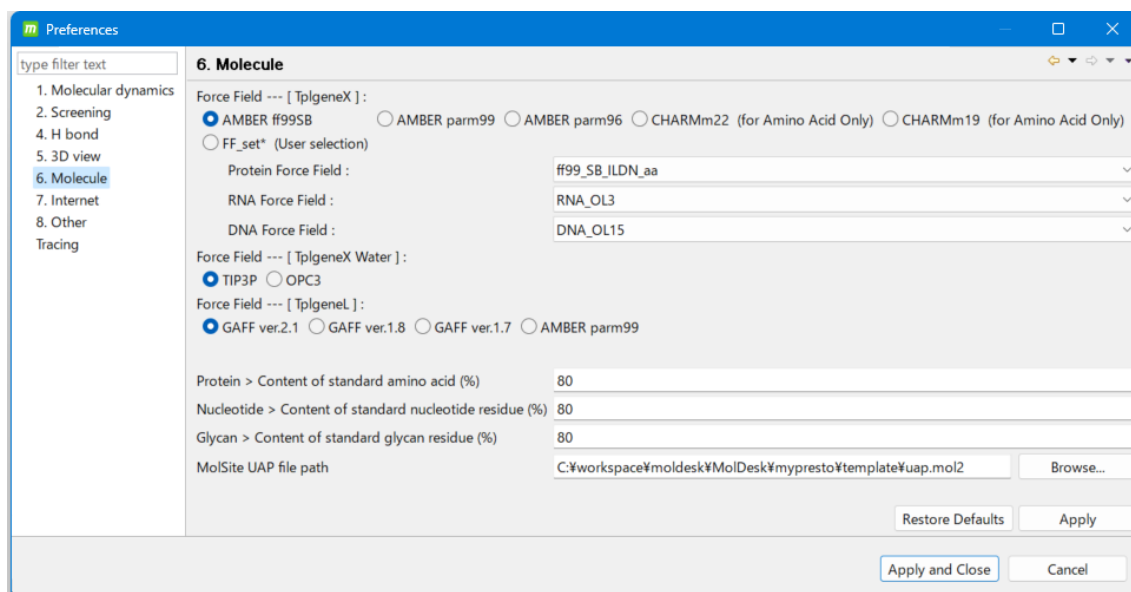 m Preferences
type filter text
1. Molecular dynamics
2. Screening
4. H bond
5. 3D view
6. Molecule
7. Internet
8. Other
Tracing
6. Molecule
Force Field --- [ TplgeneX ] :
AMBER ff99SB AMBER parm99 AMBER parm96 CHARMm22 (for Amino Acid Only) CHARMm19 (for Amino Acid Only)
FF_set* (User selection)
Protein Force Field : ff99_SB_ILDN_aa
RNA Force Field : RNA_OL3
DNA Force Field : DNA_OL15
Force Field --- [ TplgeneX Water ] :
TIP3P OPC3
Force Field --- [ TplgeneL ] :
GAFF ver.2.1 GAFF ver.1.8 GAFF ver.1.7 AMBER parm99
Protein > Content of standard amino acid (%) 80
Nucleotide > Content of standard nucleotide residue (%) 80
Glycan > Content of standard glycan residue (%) 80
MolSite UAP file path C:¥workspace¥moldesk¥MolDesk¥mypresto¥template¥uap.mol2 Browse...
Restore Defaults Apply
Apply and Close Cancel